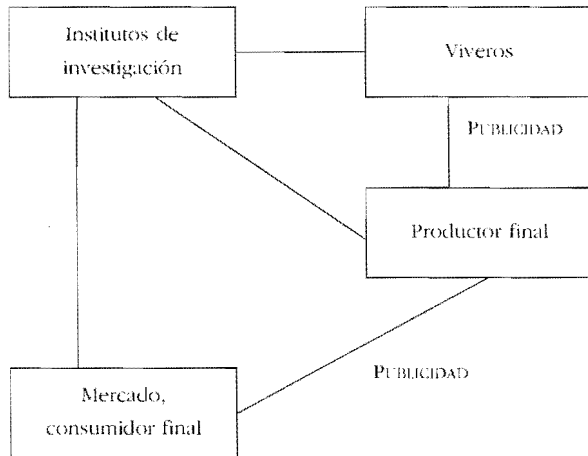 Institutos de
investigación
Viveros
PUBLICIDAD
Productor final
PUBLICIDAD
Mercado,
consumidor final